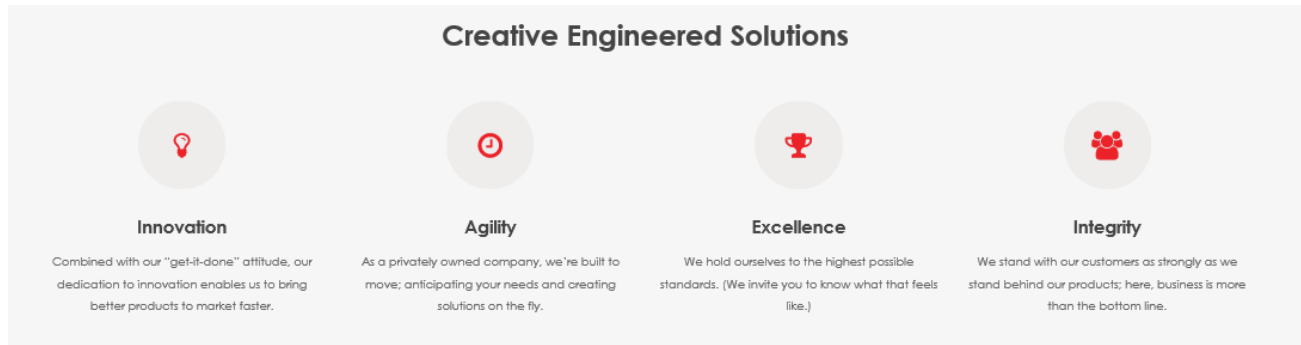 Creative Engineered Solutions
Innovation
Combined with our "get-it-done" attitude, our
dedication to innovation enables us to bring
better products to market faster.
Agility
As a privately owned company, we're built to
move; anticipating your needs and creating
solutions on the fly.
Excellence
We hold ourselves to the highest possible
standards. (We invite you to know what that feels
like.)
Integrity
We stand with our customers as strongly as we
stand behind our products; here, business is more
than the bottom line.